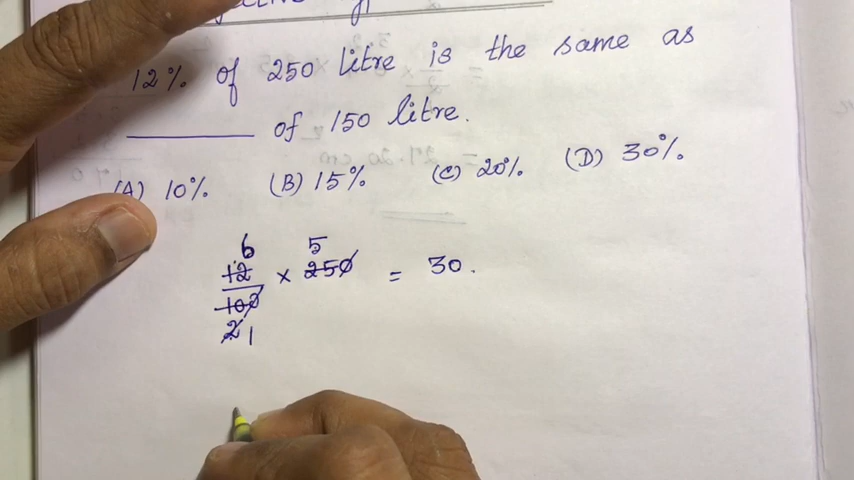 12% of 250 litre is the same as
______ of 150 litre.
(A) 10% (B) 15% (C) 20% (D) 30%
6 5
12/100 × 250 = 30.
2 1